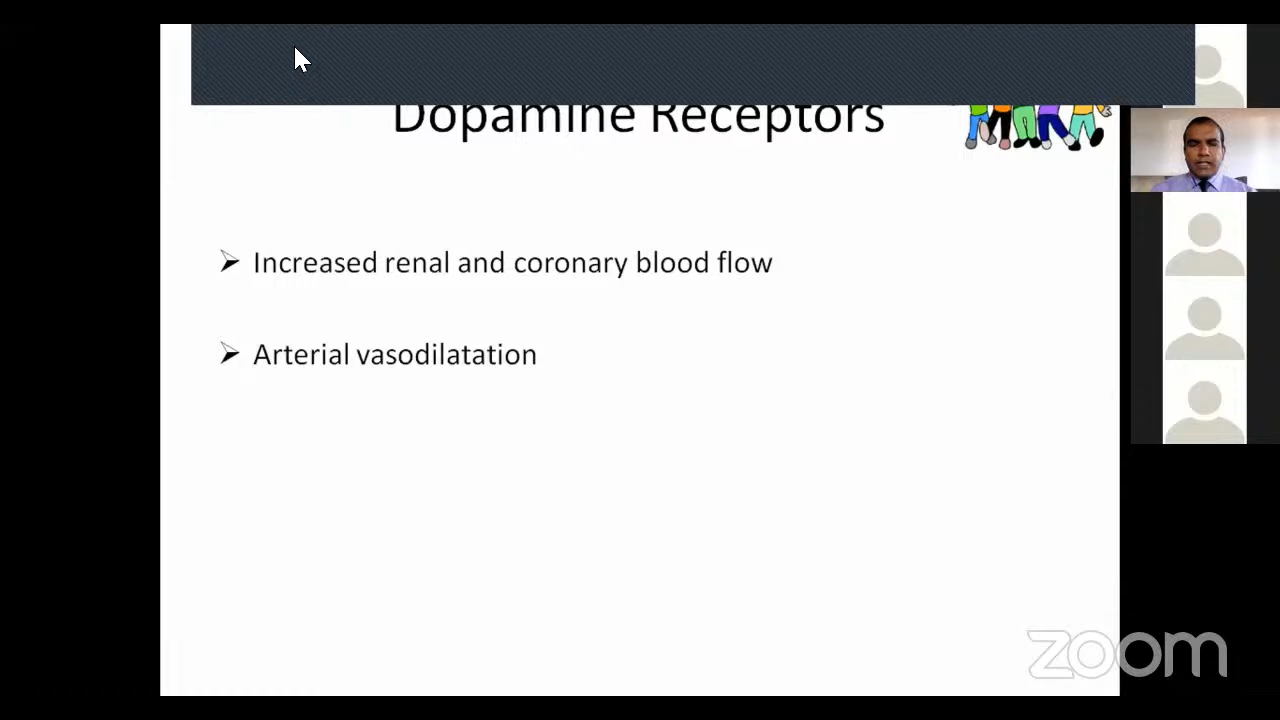 Dopamine Receptors
Increased renal and coronary blood flow
Arterial vasodilatation
zoom